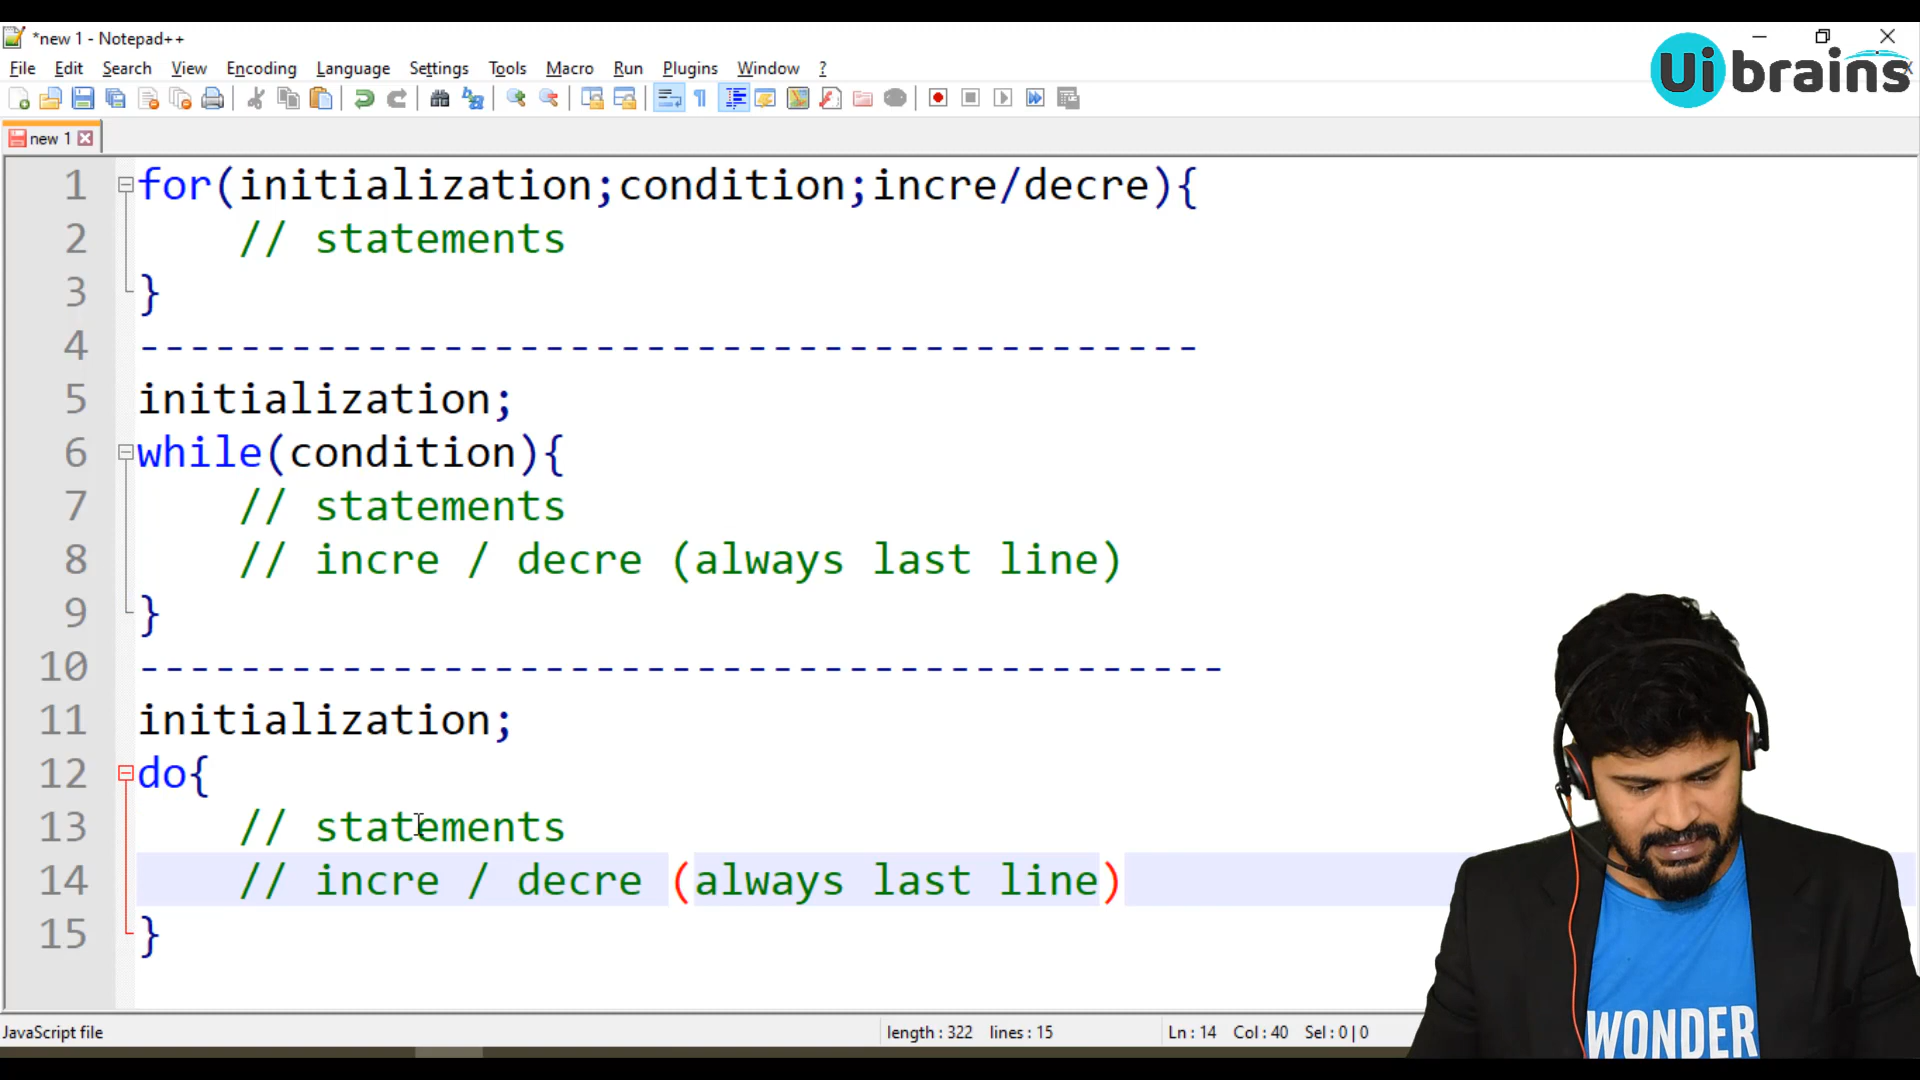 *new 1 - Notepad++
Ui brains
File Edit Search View Encoding Language Settings Tools Macro Run Plugins Window ?
new 1
1 for(initialization;condition;incre/decre){
2 // statements
3 }
4 ------------------------------------------
5 initialization;
6 while(condition){
7 // statements
8 // incre / decre (always last line)
9 }
10 -------------------------------------------
11 initialization;
12 do{
13 // statements
14 // incre / decre (always last line)
15 }
WONDER
JavaScript file length : 322 lines : 15 Ln : 14 Col : 40 Sel : 0 | 0